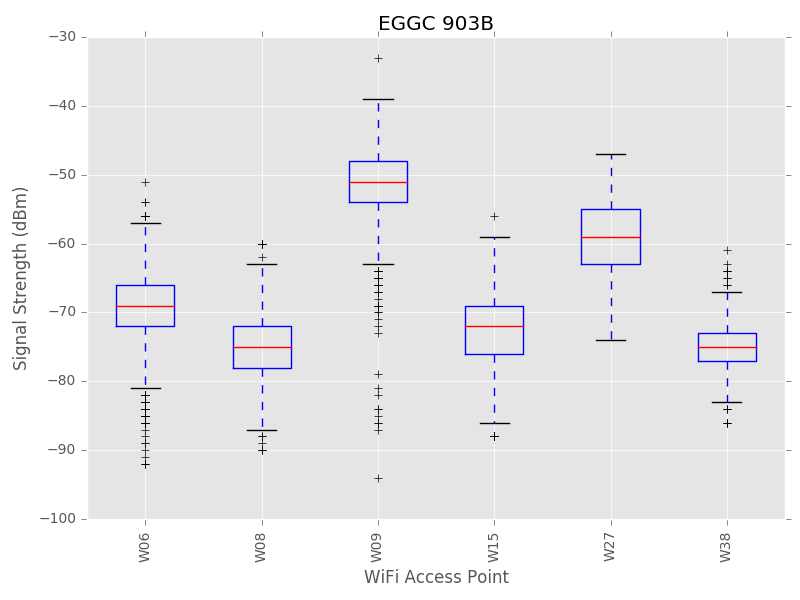 EGGC 903B
−30
−40
−50
−60
−70
−80
−90
−100
Signal Strength (dBm)
W06
W08
W09
W15
W27
W38
WiFi Access Point